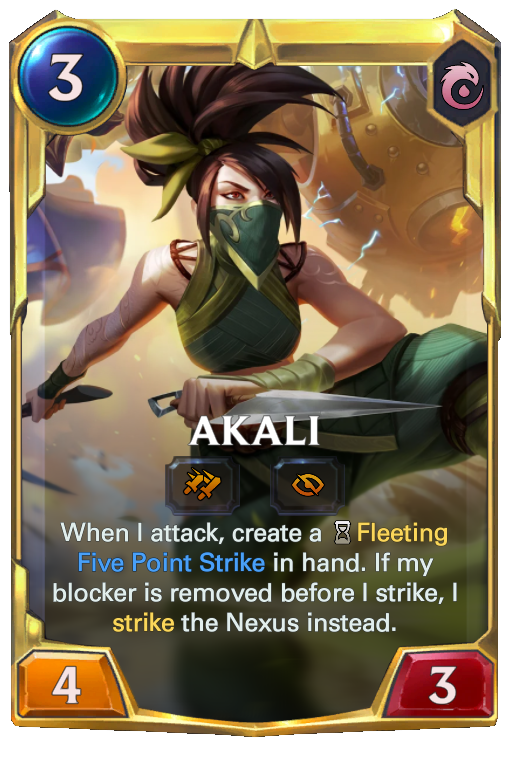 3
AKALI
When I attack, create a Fleeting
Five Point Strike in hand. If my
blocker is removed before I strike, I
strike the Nexus instead.
4 3